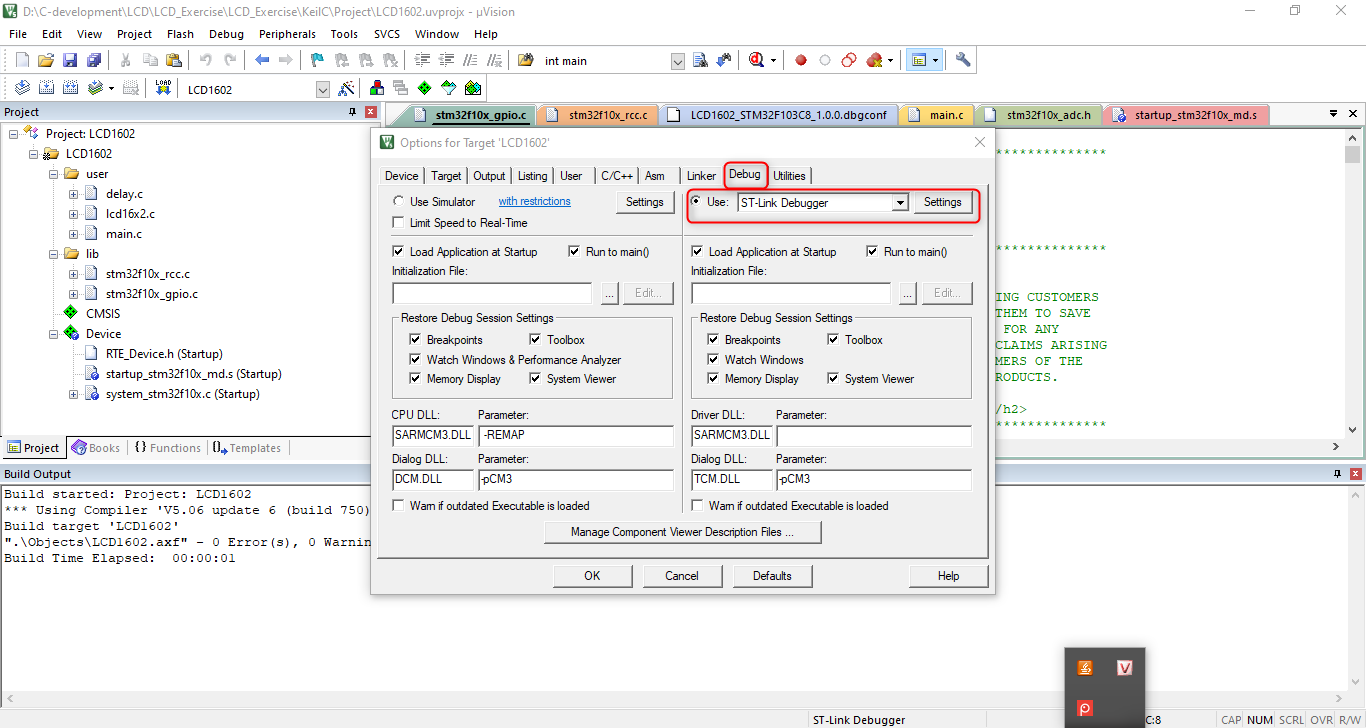 D:\C-development\LCD\LCD_Exercise\LCD_Exercise\KeilC\Project\LCD1602.uvprojx - µVision
File Edit View Project Flash Debug Peripherals Tools SVCS Window Help
int main
LOAD
LCD1602
Project
stm32f10x_gpio.c stm32f10x_rcc.c LCD1602_STM32F103C8_1.0.0.dbgconf main.c stm32f10x_adc.h startup_stm32f10x_md.s
Project: LCD1602
LCD1602
user
delay.c
lcd16x2.c
main.c
lib
stm32f10x_rcc.c
stm32f10x_gpio.c
CMSIS
Device
RTE_Device.h (Startup)
startup_stm32f10x_md.s (Startup)
system_stm32f10x.c (Startup)
Project Books {} Functions Templates
Options for Target 'LCD1602'
Device Target Output Listing User C/C++ Asm Linker Debug Utilities
Use Simulator with restrictions Settings
Limit Speed to Real-Time
Use: ST-Link Debugger Settings
Load Application at Startup Run to main()
Initialization File:
... Edit...
Restore Debug Session Settings
Breakpoints Toolbox
Watch Windows & Performance Analyzer
Memory Display System Viewer
CPU DLL: Parameter:
SARMCM3.DLL -REMAP
Dialog DLL: Parameter:
DCM.DLL -pCM3
Warn if outdated Executable is loaded
Load Application at Startup Run to main()
Initialization File:
... Edit...
Restore Debug Session Settings
Breakpoints Toolbox
Watch Windows
Memory Display System Viewer
Driver DLL: Parameter:
SARMCM3.DLL
Dialog DLL: Parameter:
TCM.DLL -pCM3
Warn if outdated Executable is loaded
Manage Component Viewer Description Files ...
OK Cancel Defaults Help
**************
**************
ING CUSTOMERS
THEM TO SAVE
FOR ANY
CLAIMS ARISING
MERS OF THE
RODUCTS.
/h2>
**************
Build Output
Build started: Project: LCD1602
*** Using Compiler 'V5.06 update 6 (build 750)
Build target 'LCD1602'
".\Objects\LCD1602.axf" - 0 Error(s), 0 Warnin
Build Time Elapsed: 00:00:01
ST-Link Debugger C:8 CAP NUM SCRL OVR R/W